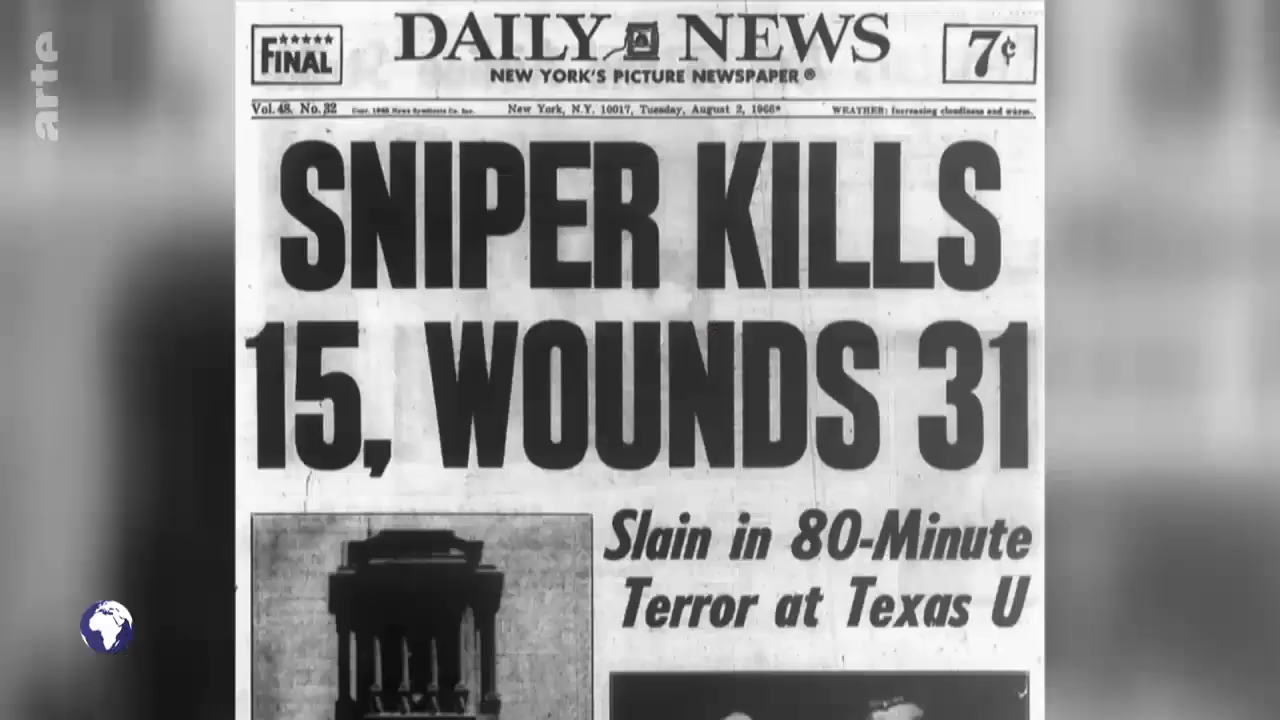 arte
★★★★★
FINAL
DAILY NEWS
7¢
NEW YORK'S PICTURE NEWSPAPER ®
Vol. 48. No. 32
New York, N.Y. 10017, Tuesday, August 2, 1966*
WEATHER: Increasing cloudiness and warm.
SNIPER KILLS
15, WOUNDS 31
Slain in 80-Minute
Terror at Texas U